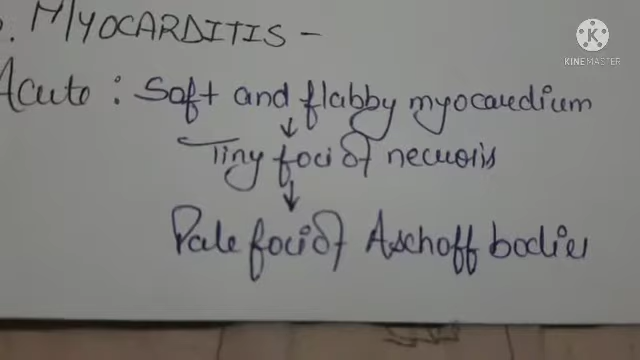 MYOCARDITIS -
Acute : Soft and flabby myocardium
↓
Tiny foci of necrosis
↓
Pale foci of Aschoff bodies
KINEMASTER